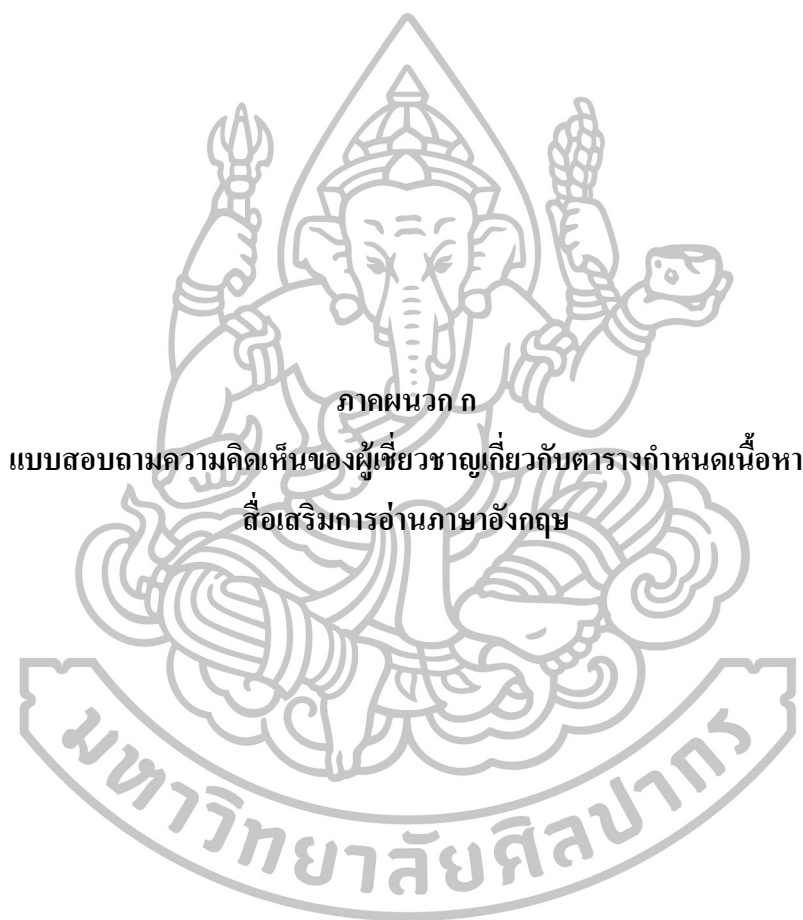 ภาคผนวก ก
แบบสอบถามความคิดเห็นของผู้เชี่ยวชาญเกี่ยวกับตารางกำหนดเนื้อหา
สื่อเสริมการอ่านภาษาอังกฤษ
มหาวิทยาลัยศิลปากร